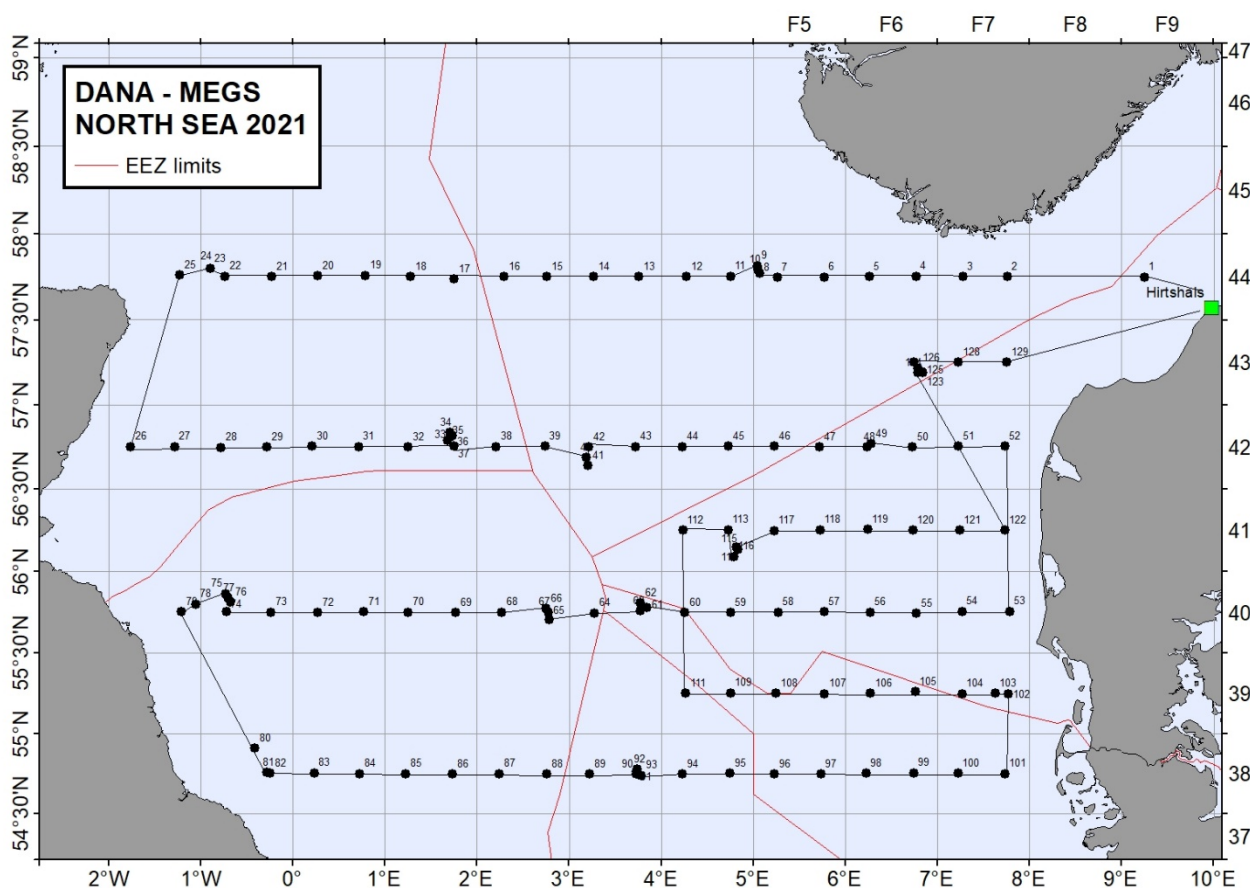 F5 F6 F7 F8 F9
59°N 47
DANA - MEGS
NORTH SEA 2021
EEZ limits
46
58°30'N
45
58°N
25 24 23 22 21 20 19 18 17 16 15 14 13 12 11 10 9 8 7 6 5 4 3 2 1
44
Hirtshals
57°30'N
126 128 129 43
125
123
57°N
26 27 28 29 30 31 32 33 34 35 36 37 38 39 41 42 43 44 45 46 47 48 49 50 51 52
42
56°30'N
112 113 115 116 117 118 119 120 121 122 41
56°N
78 75 77 76 74 73 72 71 70 69 68 67 66 65 64 62 61 60 59 58 57 56 55 54 53 40
55°30'N
111 109 108 107 106 105 104 103 102 39
55°N
80
81 82 83 84 85 86 87 88 89 90 92 93 94 95 96 97 98 99 100 101 38
54°30'N
37
2°W 1°W 0° 1°E 2°E 3°E 4°E 5°E 6°E 7°E 8°E 9°E 10°E